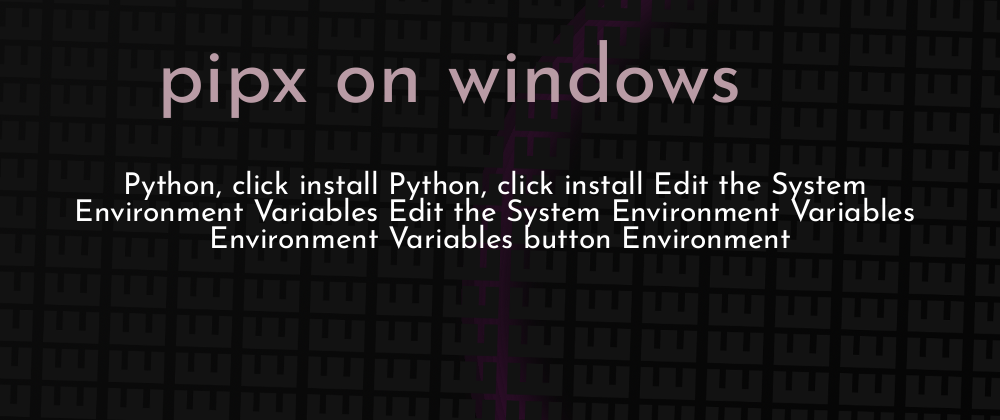 pipx on windows
Python, click install Python, click install Edit the System
Environment Variables Edit the System Environment Variables
Environment Variables button Environment